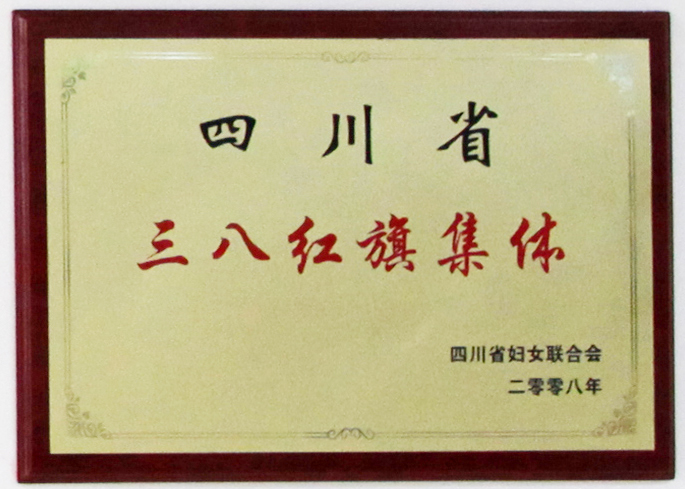 四川省
三八红旗集体
四川省妇女联合会
二零零八年